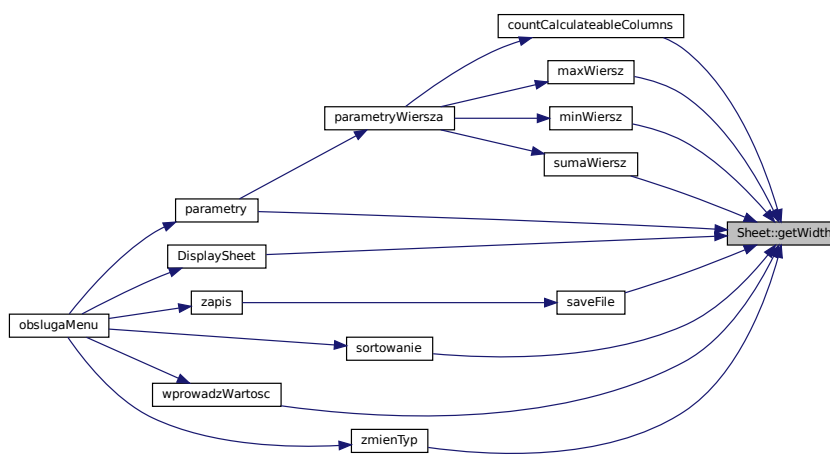 countCalculateableColumns
maxWiersz
minWiersz
parametryWiersza
sumaWiersz
parametry
Sheet::getWidth
DisplaySheet
zapis
saveFile
obslugaMenu
sortowanie
wprowadzWartosc
zmienTyp